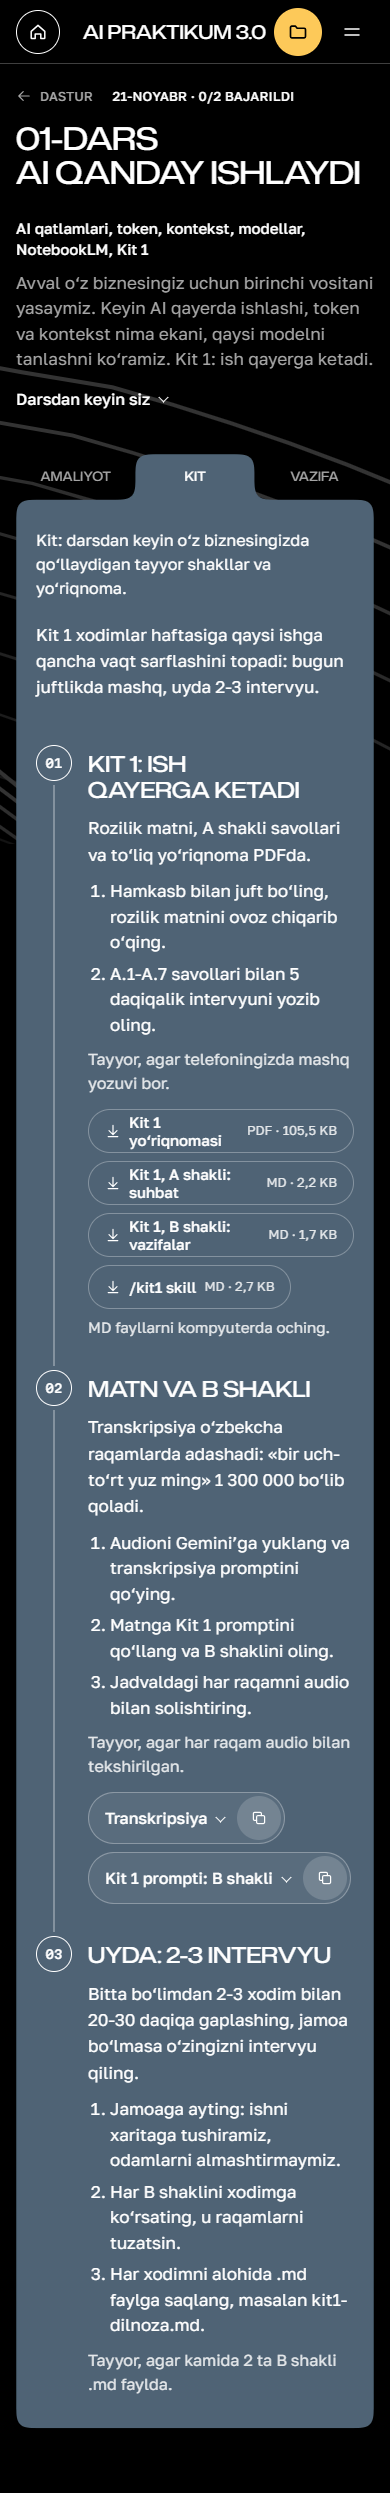 AI PRAKTIKUM 3.0
← DASTUR 21-NOYABR · 0/2 BAJARILDI
01-DARS
AI QANDAY ISHLAYDI
AI qatlamlari, token, kontekst, modellar,
NotebookLM, Kit 1
Avval o‘z biznesingiz uchun birinchi vositani
yasaymiz. Keyin AI qayerda ishlashi, token
va kontekst nima ekani, qaysi modelni
tanlashni ko‘ramiz. Kit 1: ish qayerga ketadi.
Darsdan keyin siz
AMALIYOT KIT VAZIFA
Kit: darsdan keyin o‘z biznesingizda
qo‘llaydigan tayyor shakllar va
yo‘riqnoma.
Kit 1 xodimlar haftasiga qaysi ishga
qancha vaqt sarflashini topadi: bugun
juftlikda mashq, uyda 2-3 intervyu.
01 KIT 1: ISH
QAYERGA KETADI
Rozilik matni, A shakli savollari
va to‘liq yo‘riqnoma PDFda.
1. Hamkasb bilan juft bo‘ling,
rozilik matnini ovoz chiqarib
o‘qing.
2. A.1-A.7 savollari bilan 5
daqiqalik intervyuni yozib
oling.
Tayyor, agar telefoningizda mashq
yozuvi bor.
Kit 1
yo‘riqnomasi PDF · 105,5 KB
Kit 1, A shakli:
suhbat MD · 2,2 KB
Kit 1, B shakli:
vazifalar MD · 1,7 KB
/kit1 skill MD · 2,7 KB
MD fayllarni kompyuterda oching.
02 MATN VA B SHAKLI
Transkripsiya o‘zbekcha
raqamlarda adashadi: «bir uch-
to‘rt yuz ming» 1 300 000 bo‘lib
qoladi.
1. Audioni Gemini’ga yuklang va
transkripsiya promptini
qo‘ying.
2. Matnga Kit 1 promptini
qo‘llang va B shaklini oling.
3. Jadvaldagi har raqamni audio
bilan solishtiring.
Tayyor, agar har raqam audio bilan
tekshirilgan.
Transkripsiya
Kit 1 prompti: B shakli
03 UYDA: 2-3 INTERVYU
Bitta bo‘limdan 2-3 xodim bilan
20-30 daqiqa gaplashing, jamoa
bo‘lmasa o‘zingizni intervyu
qiling.
1. Jamoaga ayting: ishni
xaritaga tushiramiz,
odamlarni almashtirmaymiz.
2. Har B shaklini xodimga
ko‘rsating, u raqamlarni
tuzatsin.
3. Har xodimni alohida .md
faylga saqlang, masalan kit1-
dilnoza.md.
Tayyor, agar kamida 2 ta B shakli
.md faylda.